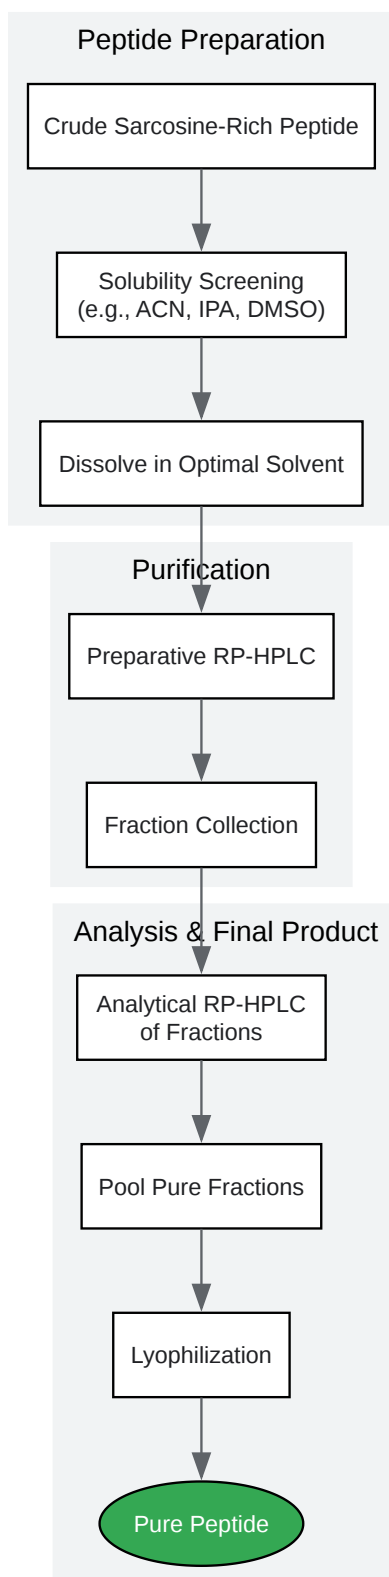 Peptide Preparation
Crude Sarcosine-Rich Peptide
Solubility Screening
(e.g., ACN, IPA, DMSO)
Dissolve in Optimal Solvent
Purification
Preparative RP-HPLC
Fraction Collection
Analysis & Final Product
Analytical RP-HPLC
of Fractions
Pool Pure Fractions
Lyophilization
Pure Peptide